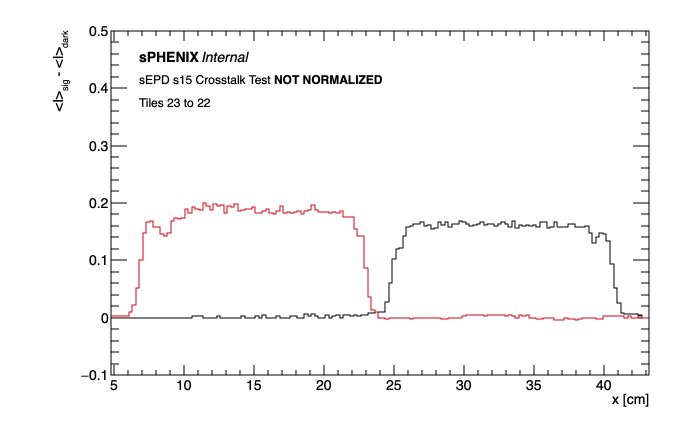 0.5
<I>sig - <I>dark
sPHENIX Internal
sEPD s15 Crosstalk Test NOT NORMALIZED
Tiles 23 to 22
0.4
0.3
0.2
0.1
0
−0.1
5 10 15 20 25 30 35 40
x [cm]